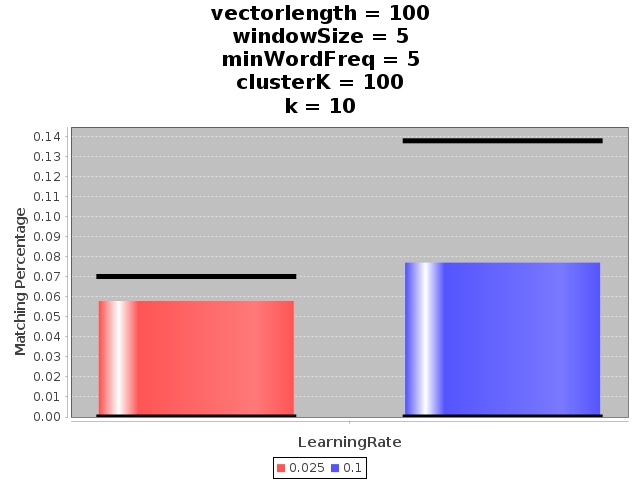 vectorlength = 100
windowSize = 5
minWordFreq = 5
clusterK = 100
k = 10
0.14
0.13
0.12
0.11
0.10
0.09
0.08
0.07
0.06
0.05
0.04
0.03
0.02
0.01
0.00
Matching Percentage
LearningRate
0.025 0.1